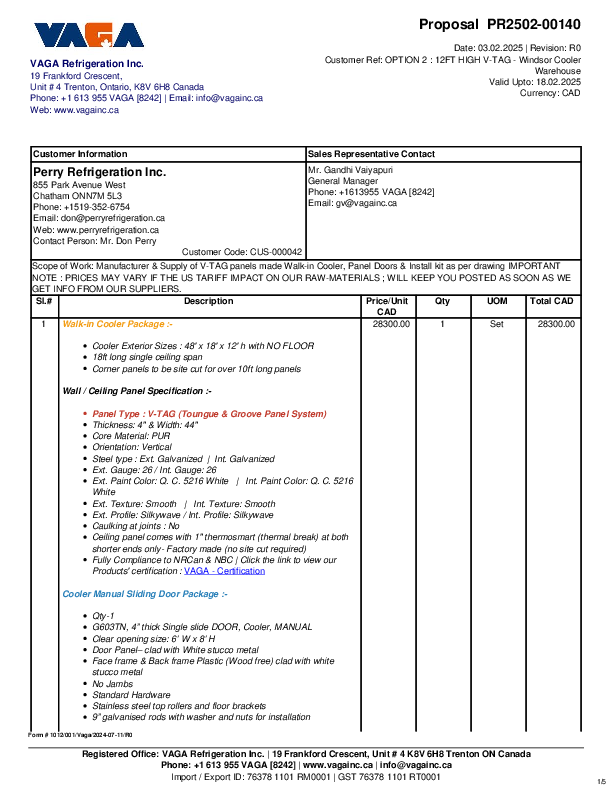 VAGA
Proposal PR2502-00140
Date: 03.02.2025 | Revision: R0
Customer Ref: OPTION 2 : 12FT HIGH V-TAG - Windsor Cooler
Warehouse
Valid Upto: 18.02.2025
Currency: CAD
VAGA Refrigeration Inc.
19 Frankford Crescent,
Unit # 4 Trenton, Ontario, K8V 6H8 Canada
Phone: +1 613 955 VAGA [8242] | Email: info@vagainc.ca
Web: www.vagainc.ca
Customer Information
Perry Refrigeration Inc.
855 Park Avenue West
Chatham ONN7M 5L3
Phone: +1519-352-6754
Email: don@perryrefrigeration.ca
Web: www.perryrefrigeration.ca
Contact Person: Mr. Don Perry
Customer Code: CUS-000042
Sales Representative Contact
Mr. Gandhi Vaiyapuri
General Manager
Phone: +1613955 VAGA [8242]
Email: gv@vagainc.ca
Scope of Work: Manufacturer & Supply of V-TAG panels made Walk-in Cooler, Panel Doors & Install kit as per drawing IMPORTANT
NOTE : PRICES MAY VARIFY IF THE US TARIFF IMPACT ON OUR RAW-MATERIALS ; WILL KEEP YOU POSTED AS SOON AS WE
GET INFO FROM OUR SUPPLIERS.
Sl.# Description Price/Unit CAD Qty UOM Total CAD
1 Walk-in Cooler Package :- 28300.00 1 Set 28300.00
• Cooler Exterior Sizes : 48' x 18' x 12' h with NO FLOOR
• 18ft long single ceiling span
• Corner panels to be site cut for over 10ft long panels
Wall / Ceiling Panel Specification :-
• Panel Type : V-TAG (Toungue & Groove Panel System)
• Thickness: 4" & Width: 44"
• Core Material: PUR
• Orientation: Vertical
• Steel type : Ext. Galvanized | Int. Galvanized
• Ext. Gauge: 26 / Int. Gauge: 26
• Ext. Paint Color: Q. C. 5216 White | Int. Paint Color: Q. C. 5216
White
• Ext. Texture: Smooth | Int. Texture: Smooth
• Ext. Profile: Silkywave / Int. Profile: Silkywave
• Caulking at joints : No
• Ceiling panel comes with 1" thermosmart (thermal break) at both
shorter ends only- Factory made (no site cut required)
• Fully Compliance to NRCan & NBC | Click the link to view our
Products' certification : VAGA - Certification
Cooler Manual Sliding Door Package :-
• Qty-1
• G603TN, 4" thick Single slide DOOR, Cooler, MANUAL
• Clear opening size: 6' W x 8' H
• Door Panel– clad with White stucco metal
• Face frame & Back frame Plastic (Wood free) clad with white
stucco metal
• No Jambs
• Standard Hardware
• Stainless steel top rollers and floor brackets
• 9" galvanised rods with washer and nuts for installation
Form # 1012/001/Vaga/2024-07-11/R0
Registered Office: VAGA Refrigeration Inc. | 19 Frankford Crescent, Unit # 4 K8V 6H8 Trenton ON Canada
Phone: +1 613 955 VAGA [8242] | www.vagainc.ca | info@vagainc.ca
Import / Export ID: 76378 1101 RM0001 | GST 76378 1101 RT0001
1/5